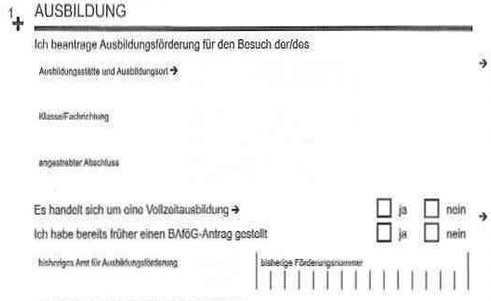 1 AUSBILDUNG
Ich beantrage Ausbildungsförderung für den Besuch der/des
Ausbildungsstätte und Ausbildungsort →
Klasse/Fachrichtung
angestrebter Abschluss
Es handelt sich um eine Vollzeitausbildung → ja nein
Ich habe bereits früher einen BAföG-Antrag gestellt ja nein
bisheriges Amt für Ausbildungsförderung bisherige Förderungsnummer